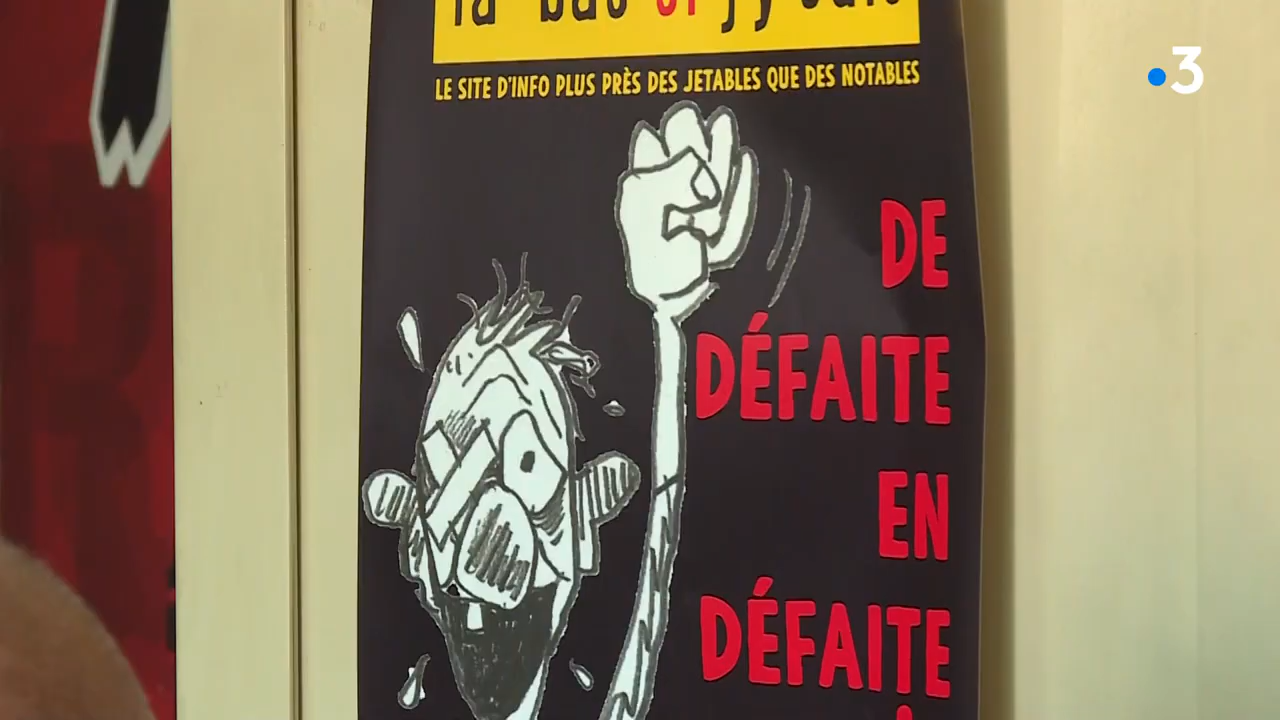 3
LE SITE D'INFO PLUS PRÈS DES JETABLES QUE DES NOTABLES
DE
DÉFAITE
EN
DÉFAITE